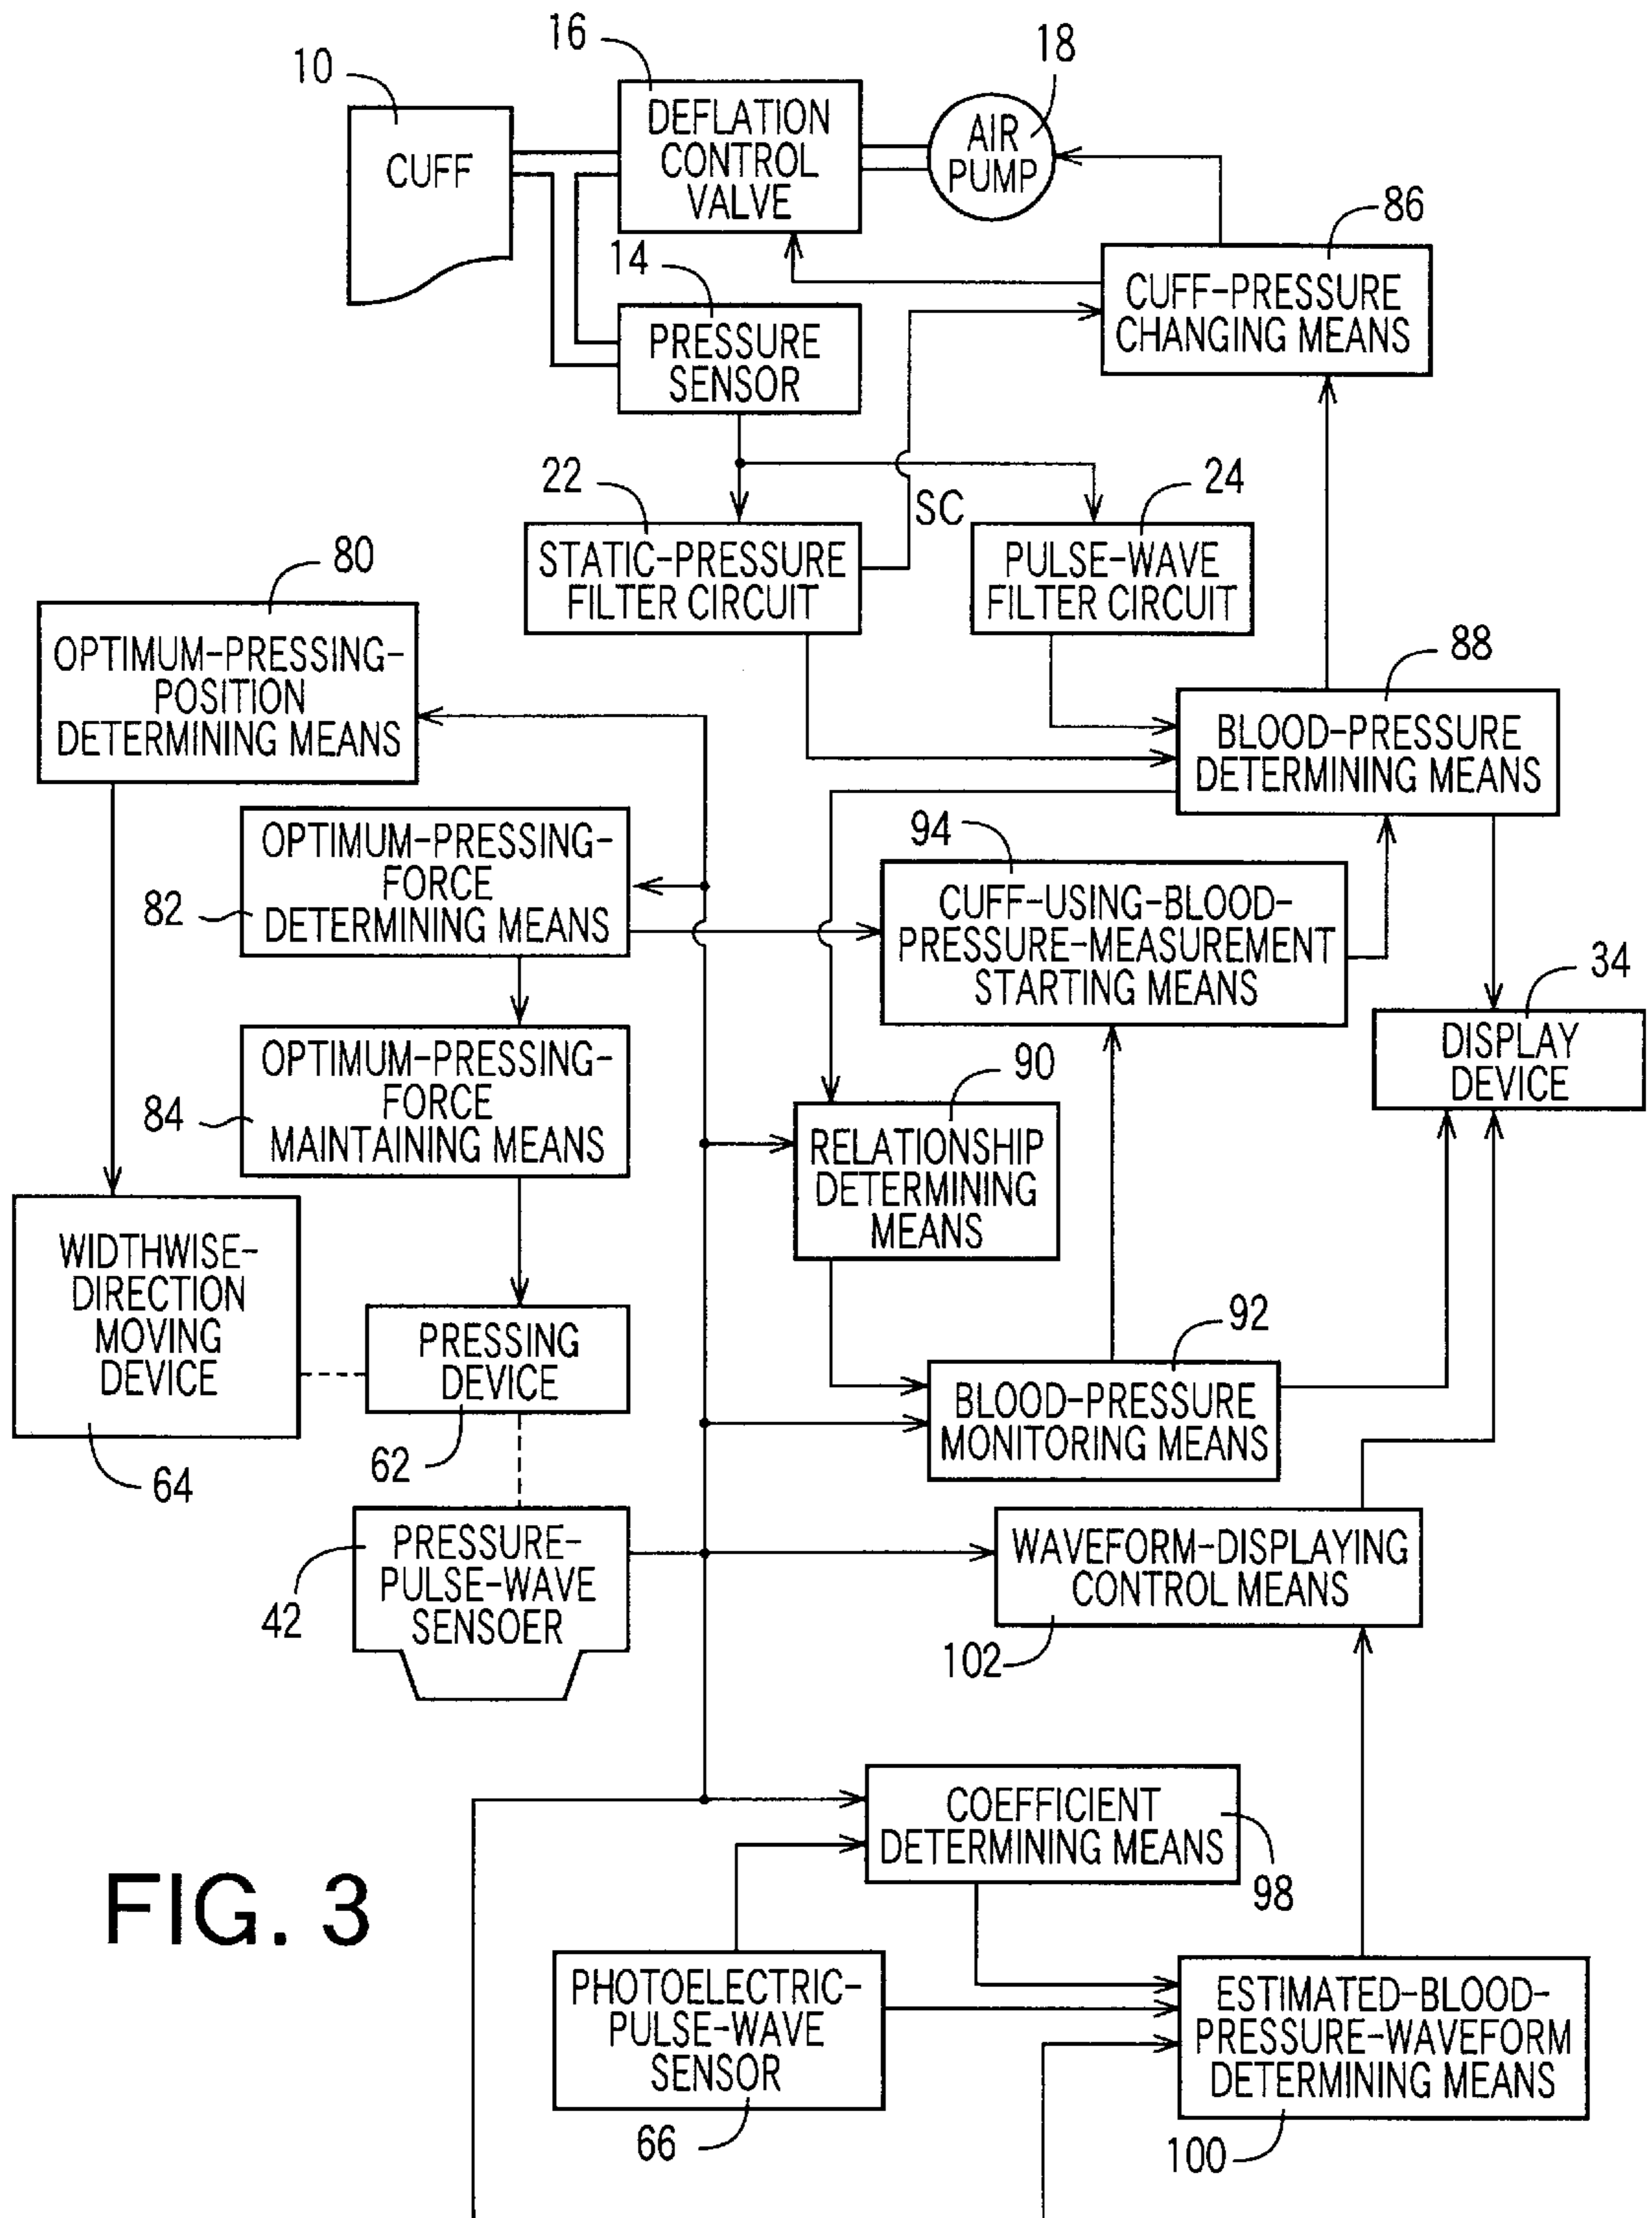 16
18
10
DEFLATION
CONTROL
VALVE
AIR
PUMP
CUFF
86
14
CUFF-PRESSURE
CHANGING MEANS
PRESSURE
SENSOR
22
24
SC
STATIC-PRESSURE
FILTER CIRCUIT
PULSE-WAVE
FILTER CIRCUIT
80
OPTIMUM-PRESSING-
POSITION
DETERMINING MEANS
88
BLOOD-PRESSURE
DETERMINING MEANS
94
OPTIMUM-PRESSING-
FORCE
DETERMINING MEANS
82
CUFF-USING-BLOOD-
PRESSURE-MEASUREMENT
STARTING MEANS
34
DISPLAY
DEVICE
OPTIMUM-PRESSING-
FORCE
MAINTAINING MEANS
84
90
RELATIONSHIP
DETERMINING
MEANS
WIDTHWISE-
DIRECTION
MOVING
DEVICE
64
PRESSING
DEVICE
62
92
BLOOD-PRESSURE
MONITORING MEANS
PRESSURE-
PULSE-WAVE
SENSOER
42
WAVEFORM-DISPLAYING
CONTROL MEANS
102
COEFFICIENT
DETERMINING MEANS
98
FIG. 3
PHOTOELECTRIC-
PULSE-WAVE
SENSOR
66
ESTIMATED-BLOOD-
PRESSURE-WAVEFORM
DETERMINING MEANS
100